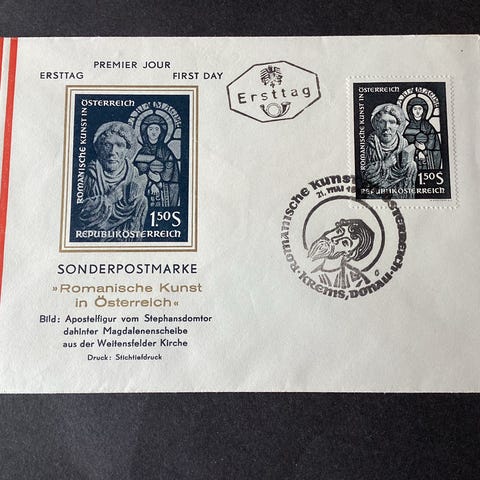 PREMIER JOUR
ERSTTAG FIRST DAY
ROMANISCHE KUNST IN
ÖSTERREICH
1.50 S
REPUBLIK ÖSTERREICH
SONDERPOSTMARKE
»Romanische Kunst
in Österreich«
Bild: Apostelfigur vom Stephansdomtor
dahinter Magdalenenscheibe
aus der Weitensfelder Kirche
Druck: Stichtiefdruck
Ersttag
ROMANISCHE KUNST IN
ÖSTERREICH
1.50 S
REPUBLIK ÖSTERREICH
ROMANISCHE KUNST
21. MAI
KREMS, DONAU